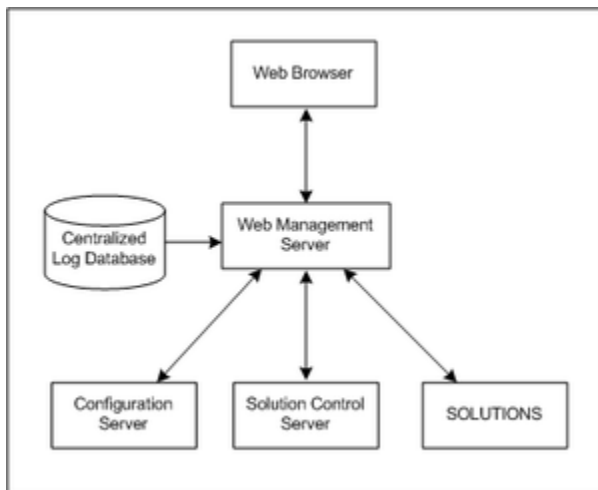 Web Browser
Centralized
Log Database
Web Management
Server
Configuration
Server
Solution Control
Server
SOLUTIONS